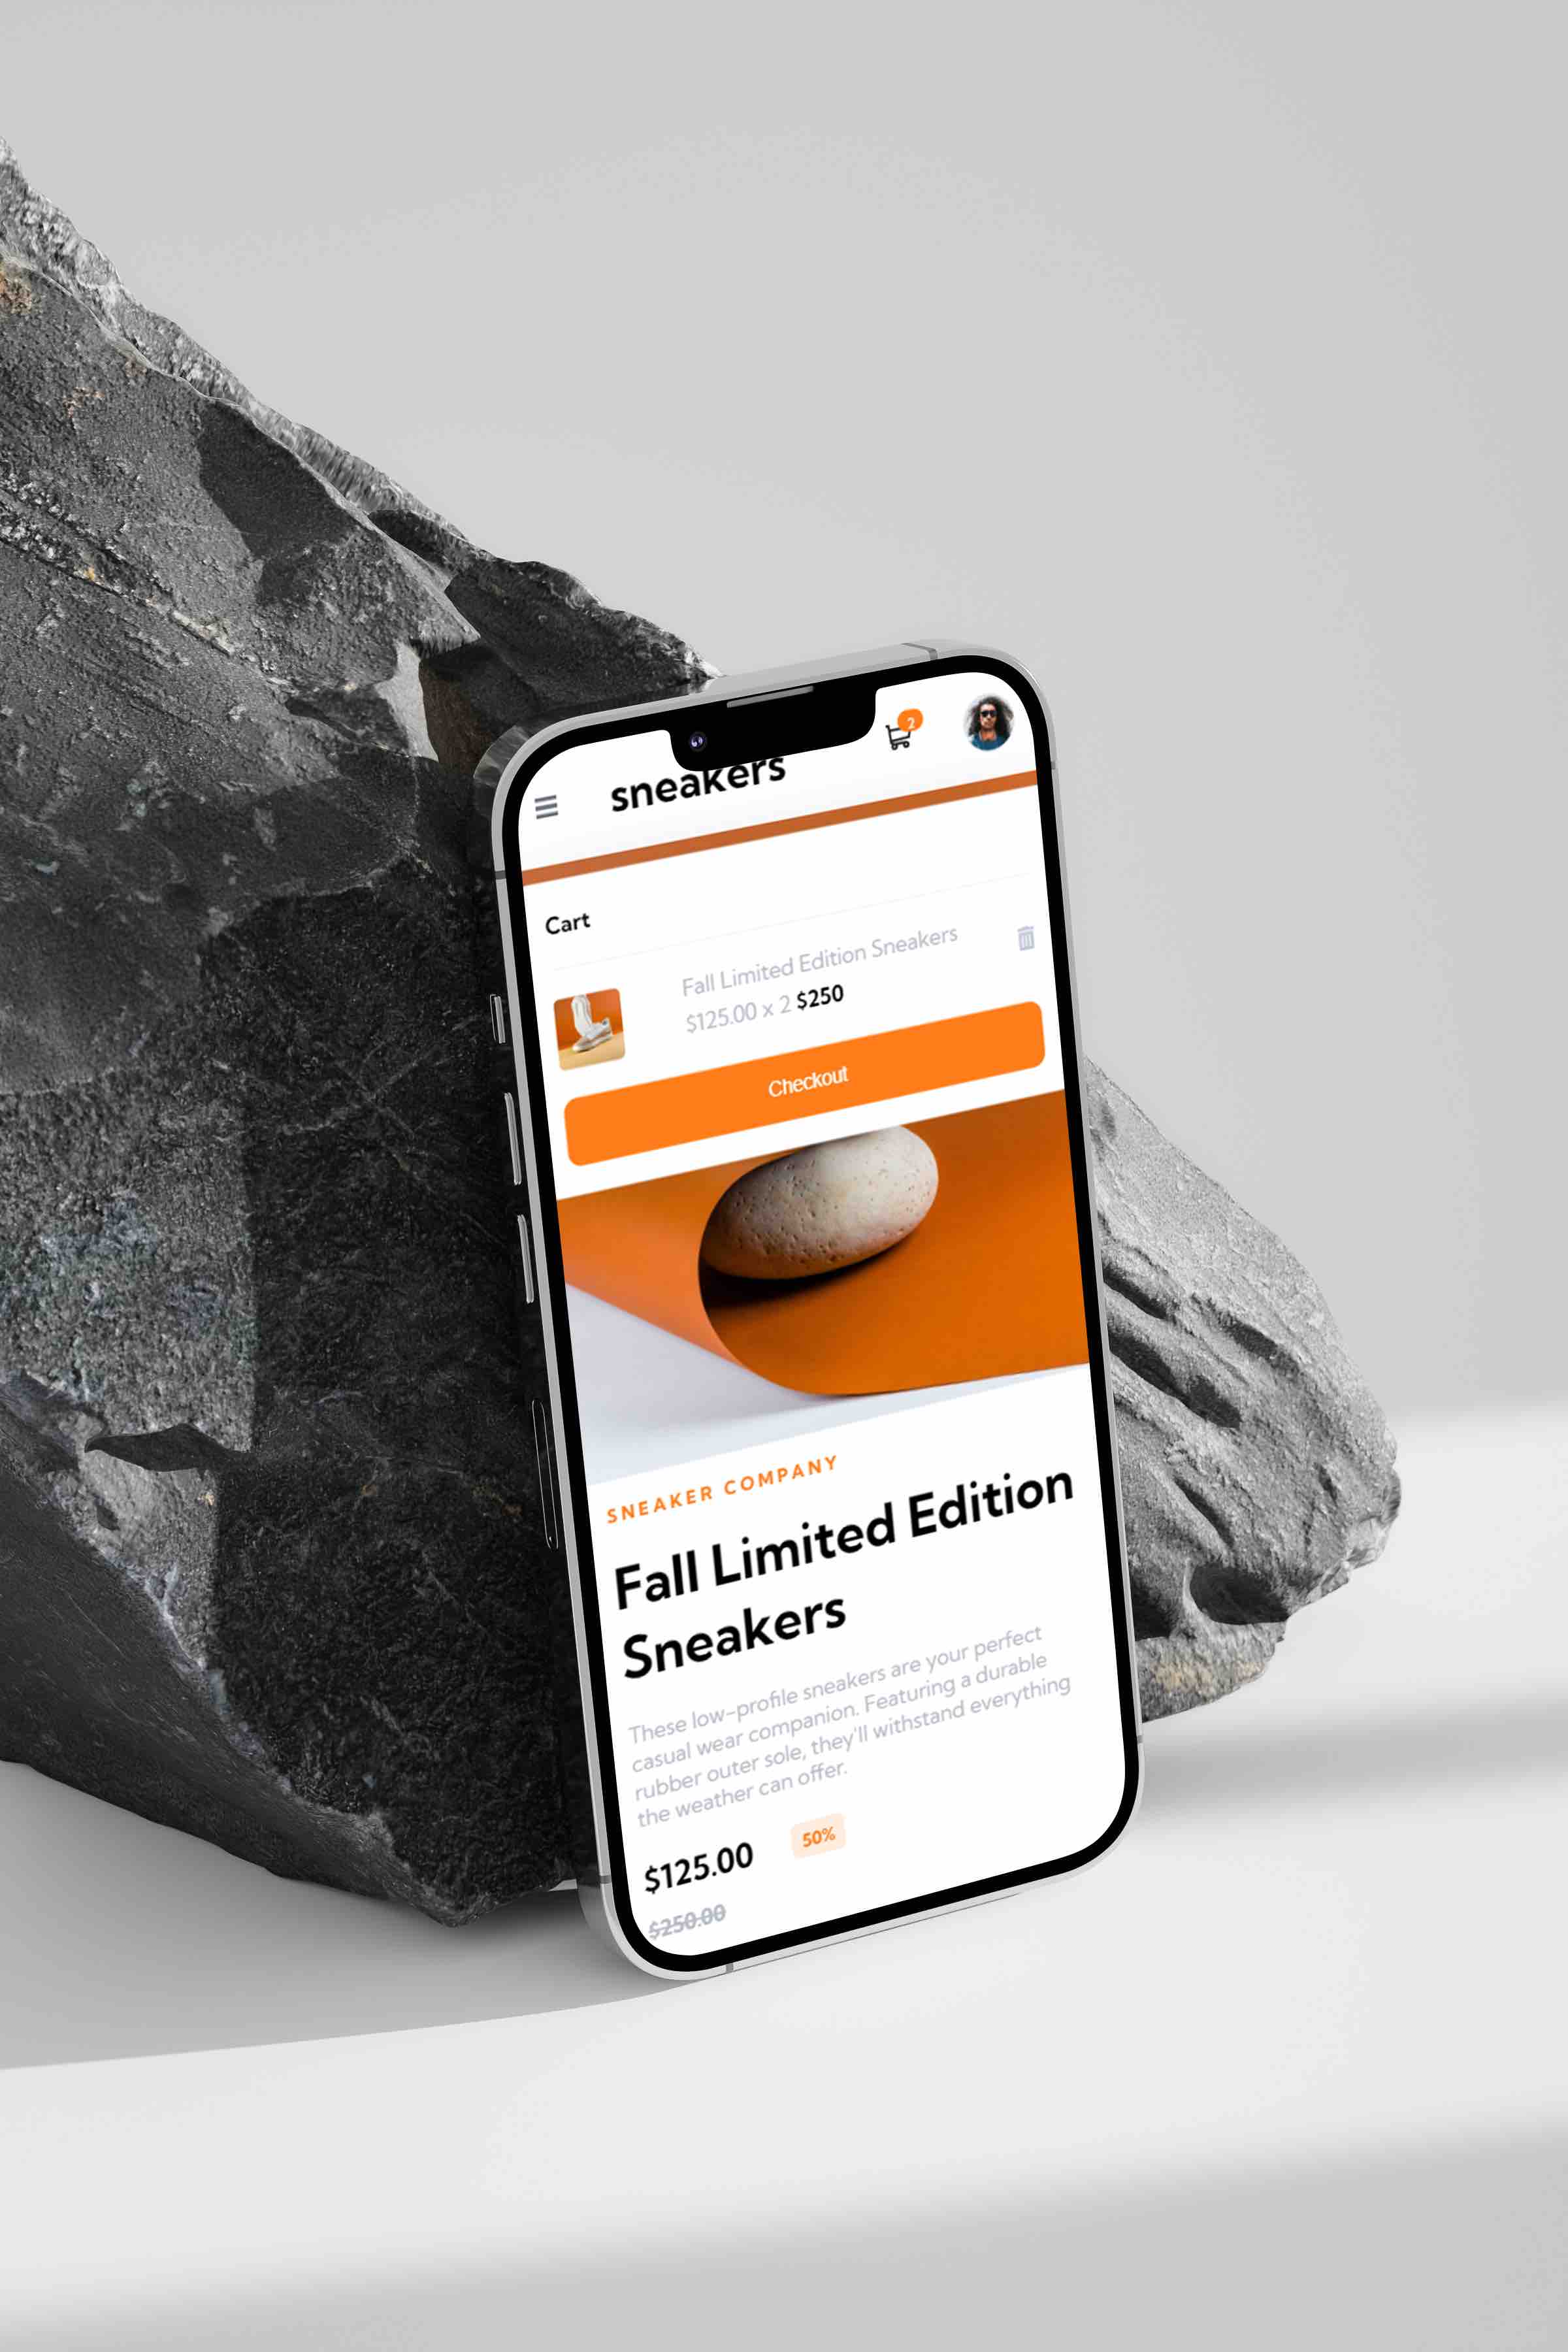 2
sneakers
Cart
Fall Limited Edition Sneakers
$125.00 x 2 $250
Checkout
SNEAKER COMPANY
Fall Limited Edition
Sneakers
These low-profile sneakers are your perfect
casual wear companion. Featuring a durable
rubber outer sole, they'll withstand everything
the weather can offer.
$125.00
50%
$250.00